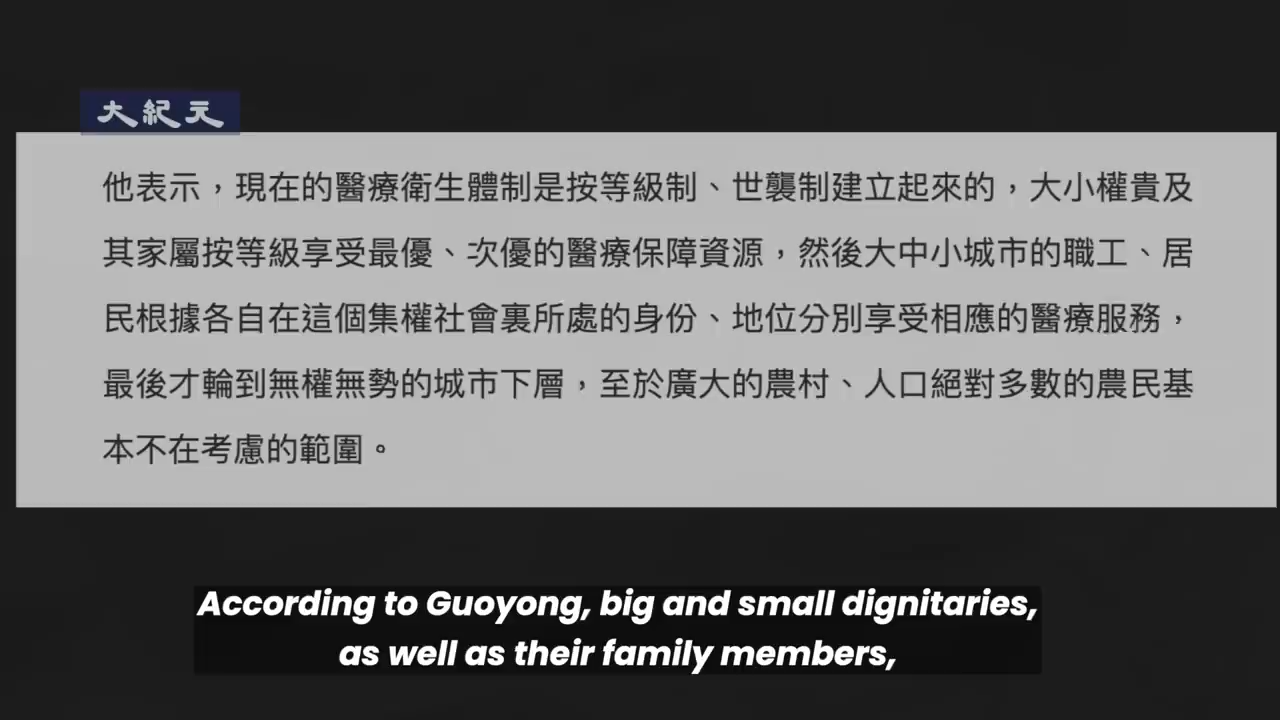 大紀元
他表示，現在的醫療衛生體制是按等級制、世襲制建立起來的，大小權貴及
其家屬按等級享受最優、次優的醫療保障資源，然後大中小城市的職工、居
民根據各自在這個集權社會裏所處的身份、地位分別享受相應的醫療服務，
最後才輪到無權無勢的城市下層，至於廣大的農村、人口絕對多數的農民基
本不在考慮的範圍。
According to Guoyong, big and small dignitaries,
as well as their family members,